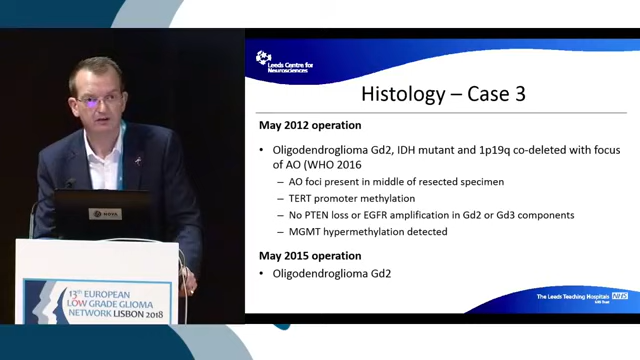 Leeds Centre for
Neurosciences
Histology – Case 3
May 2012 operation
• Oligodendroglioma Gd2, IDH mutant and 1p19q co-deleted with focus
of AO (WHO 2016
– AO foci present in middle of resected specimen
– TERT promoter methylation
– No PTEN loss or EGFR amplification in Gd2 or Gd3 components
– MGMT hypermethylation detected
May 2015 operation
• Oligodendroglioma Gd2
The Leeds Teaching Hospitals
NHS
NHS Trust
13th EUROPEAN
LOW GRADE GLIOMA
NETWORK LISBON 2018